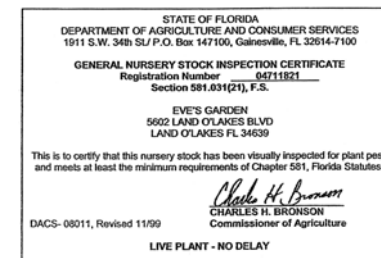 STATE OF FLORIDA
DEPARTMENT OF AGRICULTURE AND CONSUMER SERVICES
1911 S.W. 34th St./ P.O. Box 147100, Gainesville, FL 32614-7100
GENERAL NURSERY STOCK INSPECTION CERTIFICATE
Registration Number 04711821
Section 581.031(21), F.S.
EVE'S GARDEN
5602 LAND O'LAKES BLVD
LAND O'LAKES FL 34639
This is to certify that this nursery stock has been visually inspected for plant pes
and meets at least the minimum requirements of Chapter 581, Florida Statutes
Charles H. Bronson
CHARLES H. BRONSON
DACS- 08011, Revised 11/99 Commissioner of Agriculture
LIVE PLANT - NO DELAY